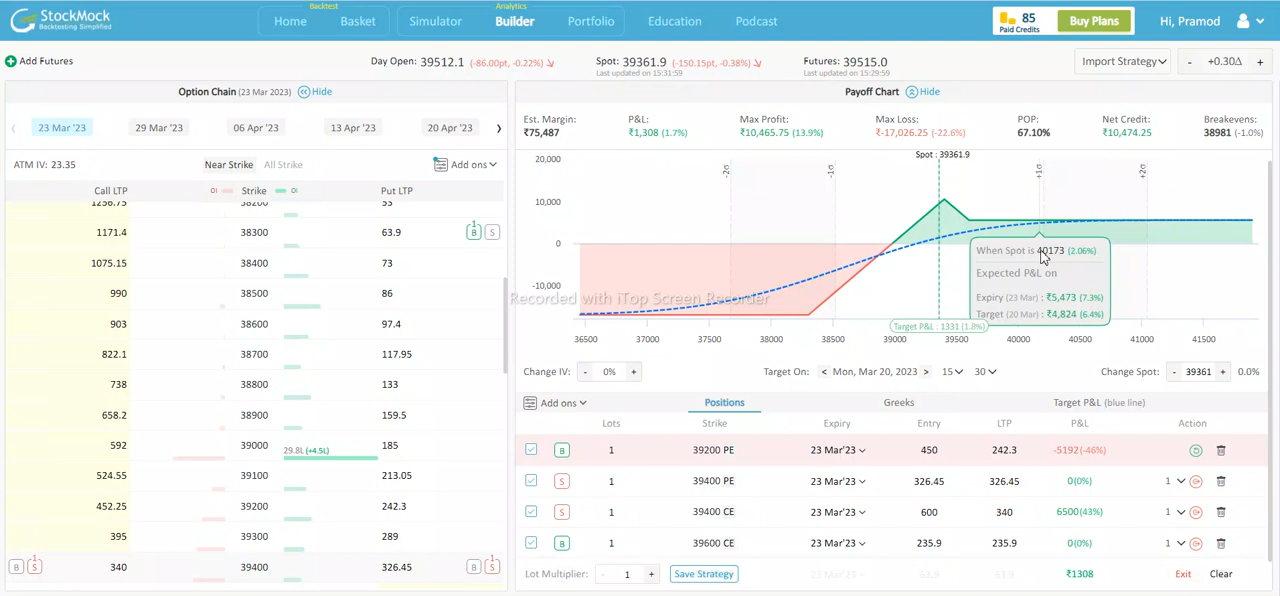 StockMock
Backtesting Simplified
Backtest
Home Basket
Analytics
Simulator Builder Portfolio
Education Podcast
85
Paid Credits
Buy Plans
Hi, Pramod
Add Futures
Day Open: 39512.1 (-86.00pt, -0.22%)
Spot: 39361.9 (-150.15pt, -0.38%)
Last updated on 15:31:59
Futures: 39515.0
Last updated on 15:29:59
Import Strategy
- +0.30Δ +
Option Chain (23 Mar 2023) Hide
23 Mar '23 29 Mar '23 06 Apr '23 13 Apr '23 20 Apr '23
ATM IV: 23.35 Near Strike All Strike Add ons
Call LTP OI Strike OI Put LTP
1256.75 38200 53
1171.4 38300 63.9 1 B S
1075.15 38400 73
990 38500 86
903 38600 97.4
822.1 38700 117.95
738 38800 133
658.2 38900 159.5
592 39000 29.8L (+4.5L) 185
524.55 39100 213.05
452.25 39200 242.3
395 39300 289
B 1 S 340 39400 326.45 B 1 S
Payoff Chart Hide
Est. Margin: P&L: Max Profit: Max Loss: POP: Net Credit: Breakevens:
₹75,487 ₹1,308 (1.7%) ₹10,465.75 (13.9%) ₹-17,026.25 (-22.6%) 67.10% ₹10,474.25 38981 (-1.0%)
Spot : 39361.9
20,000
10,000
0
-10,000
-2σ -1σ +1σ +2σ
When Spot is 40173 (2.06%)
Expected P&L on
Expiry (23 Mar) : ₹5,473 (7.3%)
Target (20 Mar) : ₹4,824 (6.4%)
Recorded with iTop Screen Recorder
Target P&L : 1331 (1.8%)
36500 37000 37500 38000 38500 39000 39500 40000 40500 41000 41500
Change IV: - 0% + Target On: < Mon, Mar 20, 2023 > 15 30 Change Spot: - 39361 + 0.0%
Add ons Positions Greeks Target P&L (blue line)
Lots Strike Expiry Entry LTP P&L Action
B 1 39200 PE 23 Mar'23 450 242.3 -5192(-46%)
S 1 39400 PE 23 Mar'23 326.45 326.45 0(0%) 1
S 1 39400 CE 23 Mar'23 600 340 6500(43%) 1
B 1 39600 CE 23 Mar'23 235.9 235.9 0(0%) 1
Lot Multiplier: - 1 + Save Strategy 23 Mar'23 63.9 63.9 ₹1308 Exit Clear